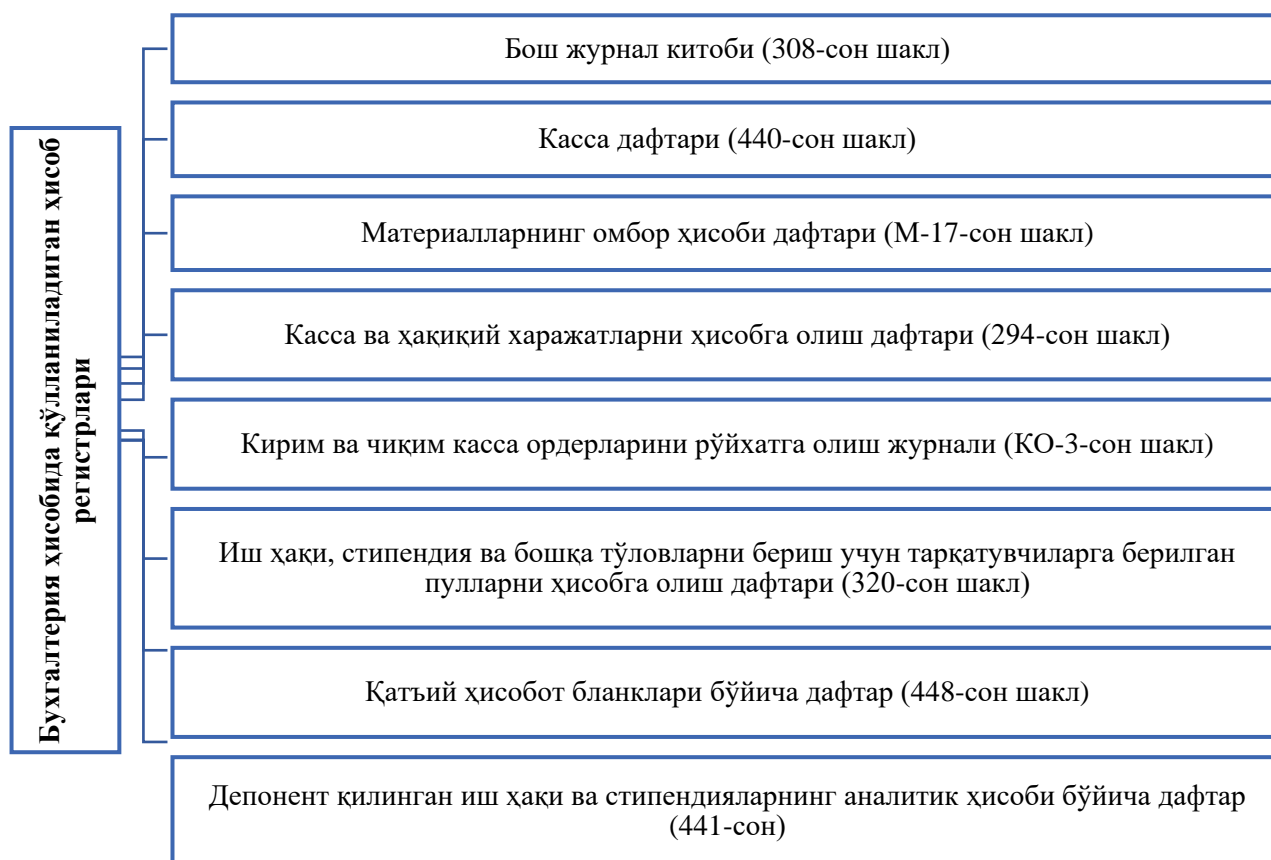 Бухгалтерия ҳисобида қўлланиладиган ҳисоб
регистрлари
Бош журнал китоби (308-сон шакл)
Касса дафтари (440-сон шакл)
Материалларнинг омбор ҳисоби дафтари (М-17-сон шакл)
Касса ва ҳақиқий харажатларни ҳисобга олиш дафтари (294-сон шакл)
Кирим ва чиқим касса ордерларини рўйхатга олиш журнали (КО-3-сон шакл)
Иш ҳақи, стипендия ва бошқа тўловларни бериш учун тарқатувчиларга берилган
пулларни ҳисобга олиш дафтари (320-сон шакл)
Қатъий ҳисобот бланклари бўйича дафтар (448-сон шакл)
Депонент қилинган иш ҳақи ва стипендияларнинг аналитик ҳисоби бўйича дафтар
(441-сон)